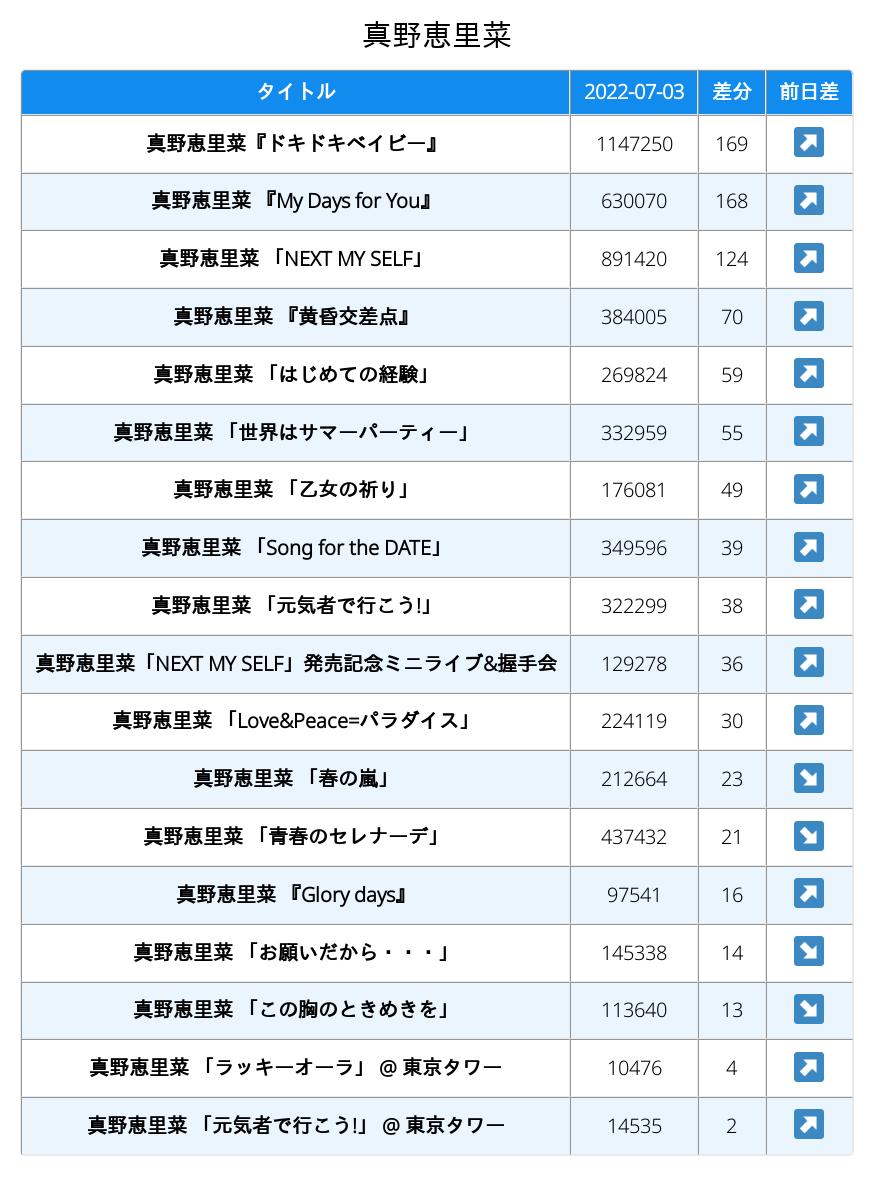 真野恵里菜
タイトル 2022-07-03 差分 前日差
真野恵里菜『ドキドキベイビー』 1147250 169 ↗
真野恵里菜 『My Days for You』 630070 168 ↗
真野恵里菜 「NEXT MY SELF」 891420 124 ↗
真野恵里菜 『黄昏交差点』 384005 70 ↗
真野恵里菜 「はじめての経験」 269824 59 ↗
真野恵里菜 「世界はサマーパーティー」 332959 55 ↗
真野恵里菜 「乙女の祈り」 176081 49 ↗
真野恵里菜 「Song for the DATE」 349596 39 ↗
真野恵里菜 「元気者で行こう!」 322299 38 ↗
真野恵里菜「NEXT MY SELF」発売記念ミニライブ&握手会 129278 36 ↗
真野恵里菜 「Love&Peace=パラダイス」 224119 30 ↗
真野恵里菜 「春の嵐」 212664 23 ↘
真野恵里菜 「青春のセレナーデ」 437432 21 ↘
真野恵里菜 『Glory days』 97541 16 ↗
真野恵里菜 「お願いだから・・・」 145338 14 ↘
真野恵里菜 「この胸のときめきを」 113640 13 ↘
真野恵里菜 「ラッキーオーラ」 @ 東京タワー 10476 4 ↗
真野恵里菜 「元気者で行こう!」 @ 東京タワー 14535 2 ↗